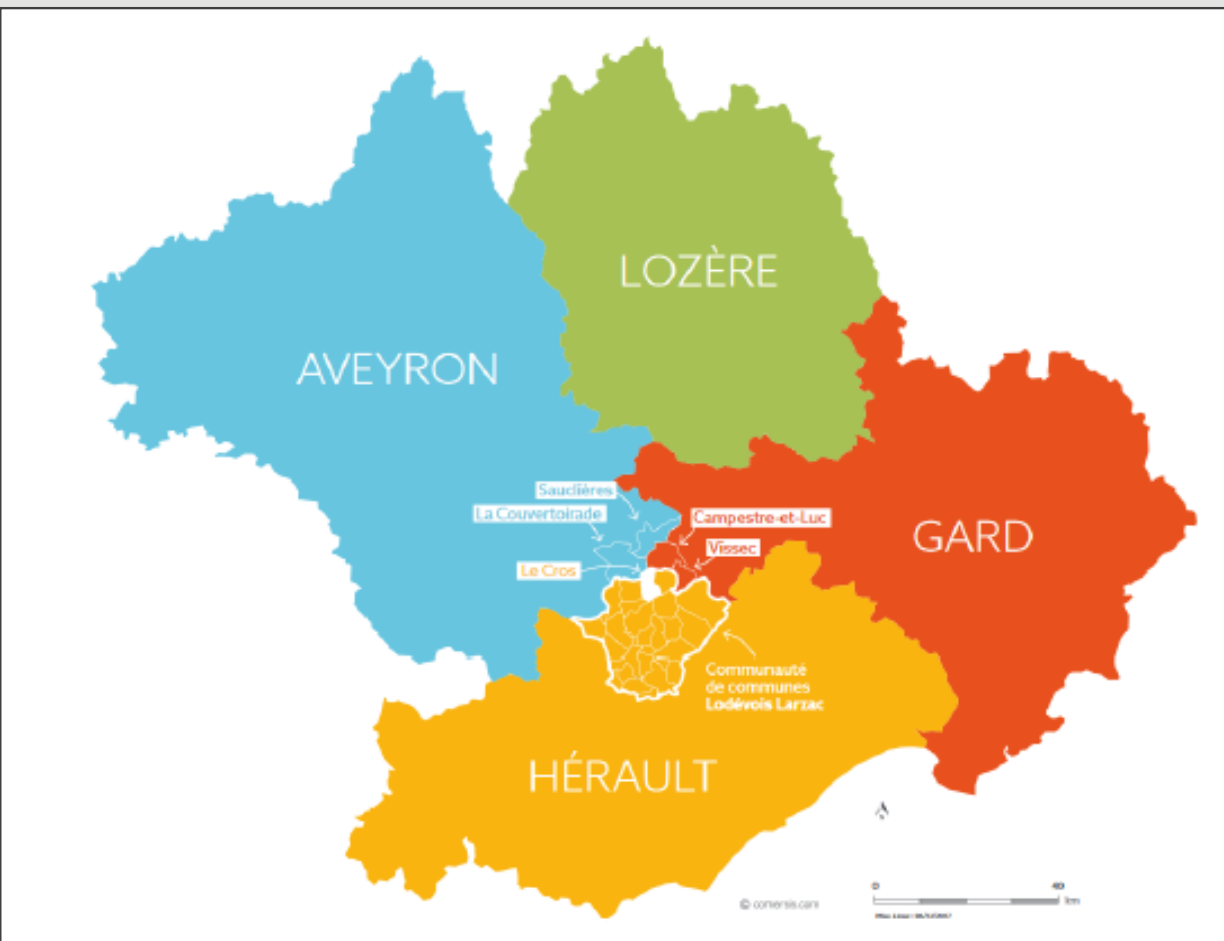 LOZÈRE
AVEYRON
Sauclières
La Couvertoirade
Campestre-et-Luc
GARD
Vissec
Le Cros
Communauté
de communes
Lodévois Larzac
HÉRAULT
0 40
km
© comersis.com